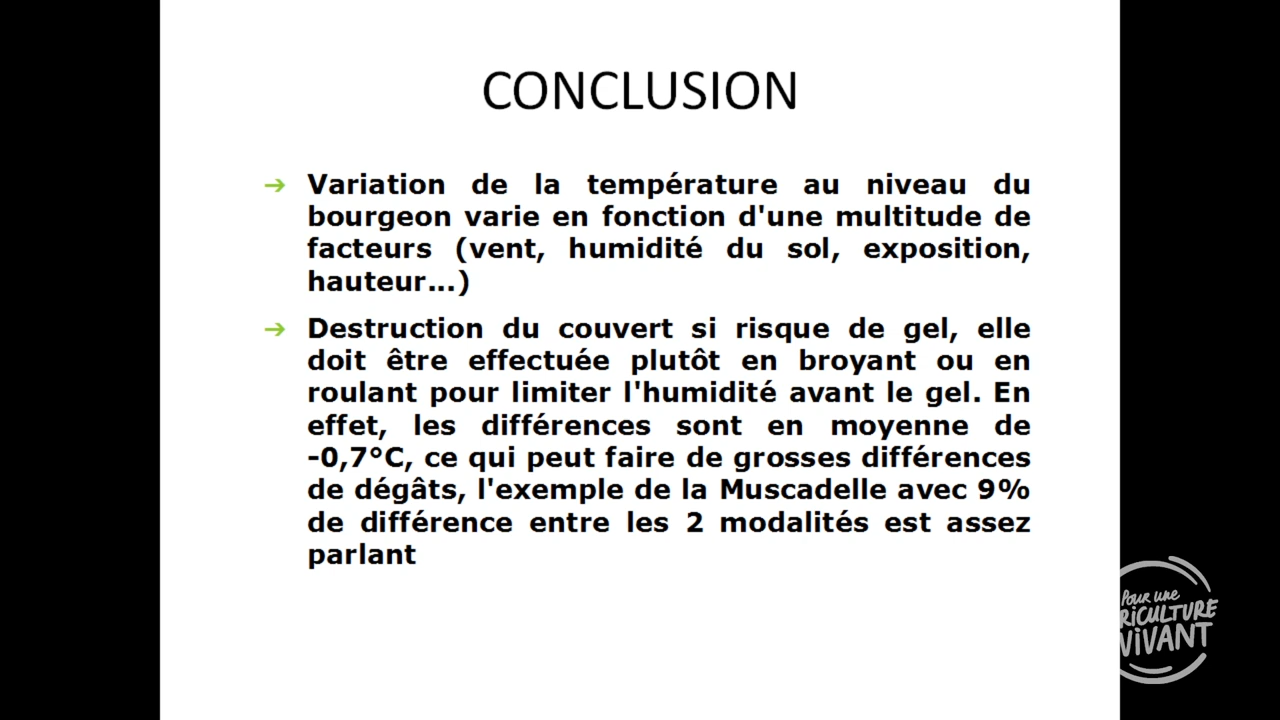 CONCLUSION
➔ Variation de la température au niveau du
bourgeon varie en fonction d'une multitude de
facteurs (vent, humidité du sol, exposition,
hauteur...)
➔ Destruction du couvert si risque de gel, elle
doit être effectuée plutôt en broyant ou en
roulant pour limiter l'humidité avant le gel. En
effet, les différences sont en moyenne de
-0,7°C, ce qui peut faire de grosses différences
de dégâts, l'exemple de la Muscadelle avec 9%
de différence entre les 2 modalités est assez
parlant
Pour une
RICULTURE
VIVANT